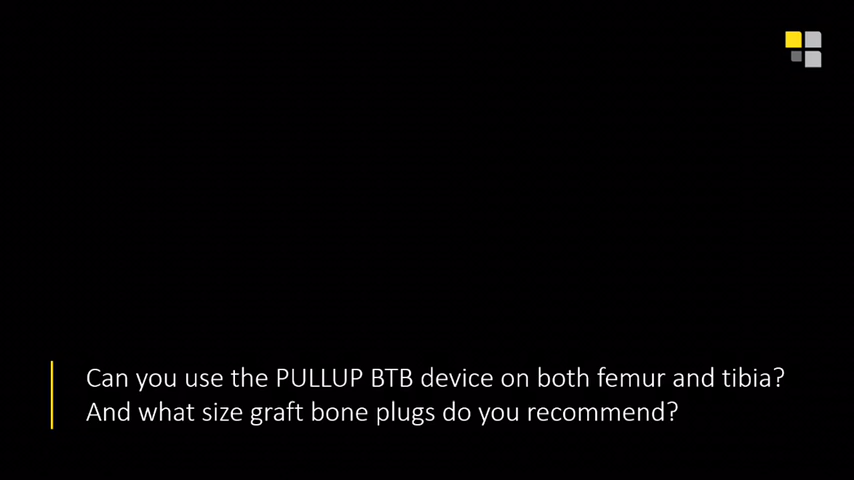 Can you use the PULLUP BTB device on both femur and tibia?
And what size graft bone plugs do you recommend?